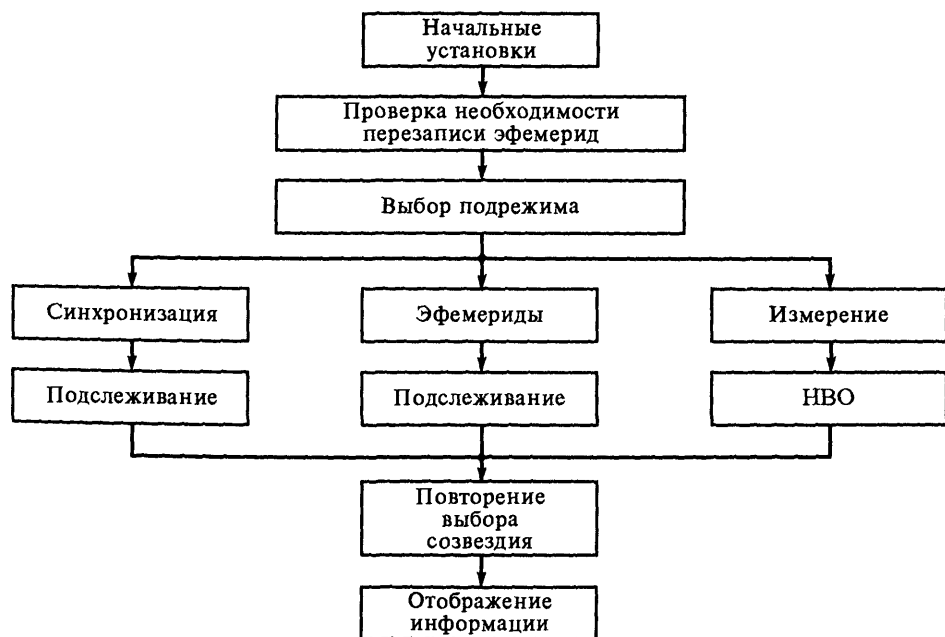 Начальные
установки
Проверка необходимости
перезаписи эфемерид
Выбор подрежима
Синхронизация
Эфемериды
Измерение
Подслеживание
Подслеживание
НВО
Повторение
выбора
созвездия
Отображение
информации